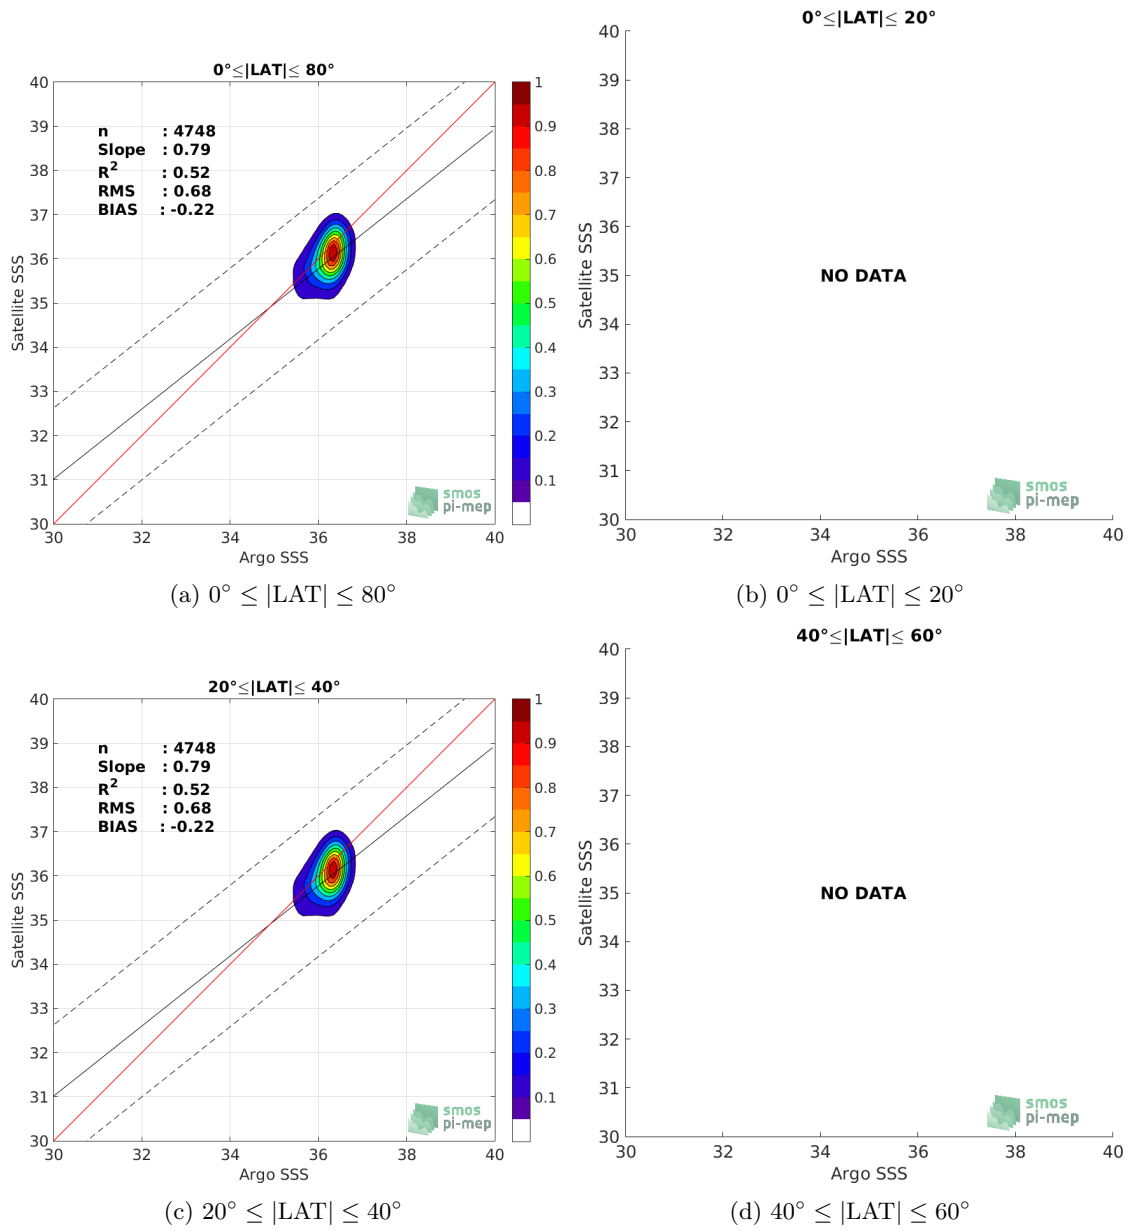 0°≤|LAT|≤ 80°
40
39
38
37
36
35
34
33
32
31
30
Satellite SSS
n : 4748
Slope : 0.79
R² : 0.52
RMS : 0.68
BIAS : -0.22
smos
pi-mep
30 32 34 36 38 40
Argo SSS
1
0.9
0.8
0.7
0.6
0.5
0.4
0.3
0.2
0.1
(a) 0° ≤ |LAT| ≤ 80°
0°≤|LAT|≤ 20°
40
39
38
37
36
35
34
33
32
31
30
Satellite SSS
NO DATA
smos
pi-mep
30 32 34 36 38 40
Argo SSS
(b) 0° ≤ |LAT| ≤ 20°
20°≤|LAT|≤ 40°
40
39
38
37
36
35
34
33
32
31
30
Satellite SSS
n : 4748
Slope : 0.79
R² : 0.52
RMS : 0.68
BIAS : -0.22
smos
pi-mep
30 32 34 36 38 40
Argo SSS
1
0.9
0.8
0.7
0.6
0.5
0.4
0.3
0.2
0.1
(c) 20° ≤ |LAT| ≤ 40°
40°≤|LAT|≤ 60°
40
39
38
37
36
35
34
33
32
31
30
Satellite SSS
NO DATA
smos
pi-mep
30 32 34 36 38 40
Argo SSS
(d) 40° ≤ |LAT| ≤ 60°